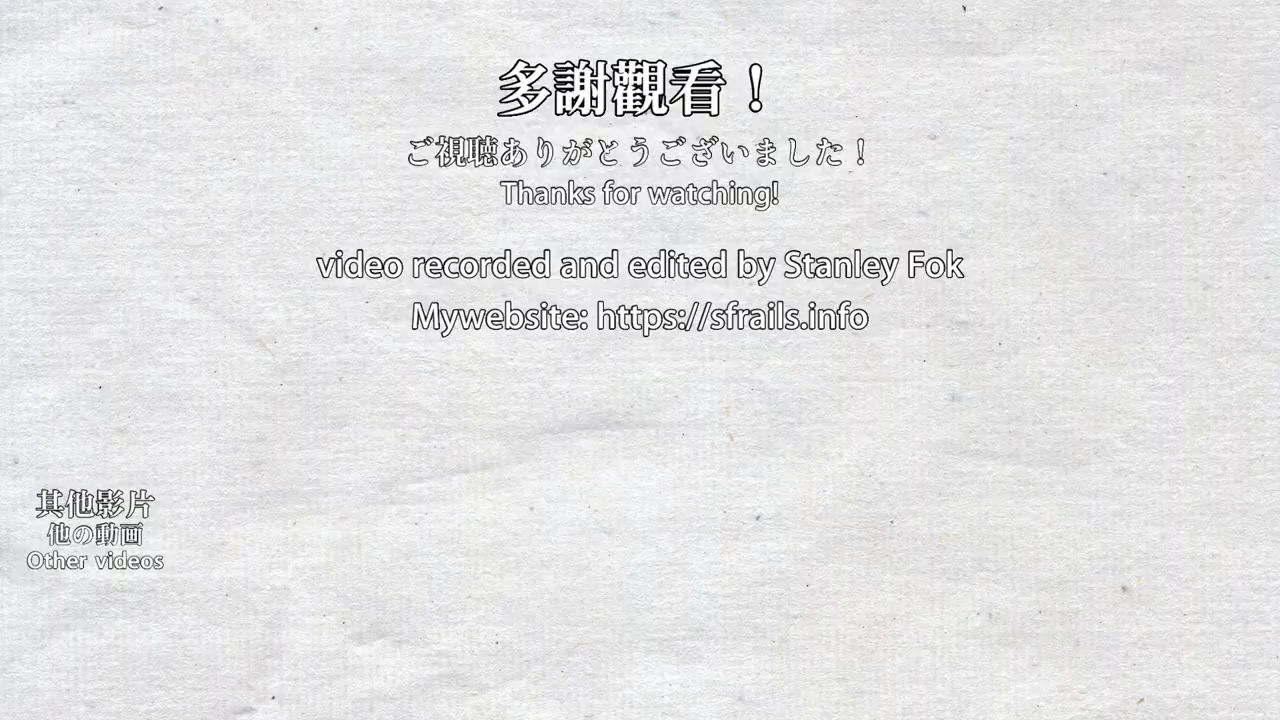 多謝觀看！
ご視聴ありがとうございました！
Thanks for watching!
video recorded and edited by Stanley Fok
Mywebsite: https://sfrails.info
其他影片
他の動画
Other videos